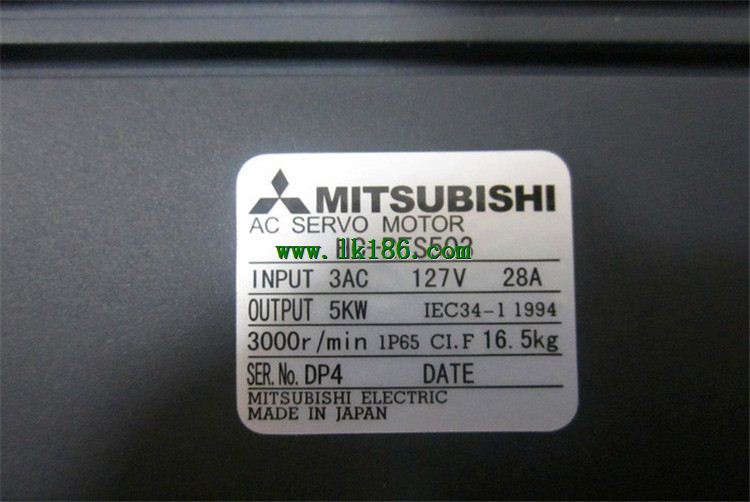 MITSUBISHI
AC SERVO MOTOR
www.lk186.com
INPUT 3AC 127V 28A
OUTPUT 5KW IEC34-1 1994
3000r/min IP65 CI.F 16.5kg
SER.No. DP4 DATE
MITSUBISHI ELECTRIC
MADE IN JAPAN